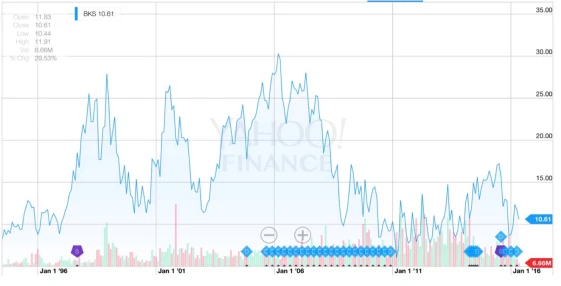 Open: 11.83
Close: 10.61
Low: 10.44
High: 11.91
Vol: 6.66M
% Chg: 29.53%
BKS 10.61
35.00
30.00
25.00
20.00
15.00
10.61
6.66M
YAHOO!
FINANCE
Jan 1 '96
Jan 1 '01
Jan 1 '06
Jan 1 '11
Jan 1 '16